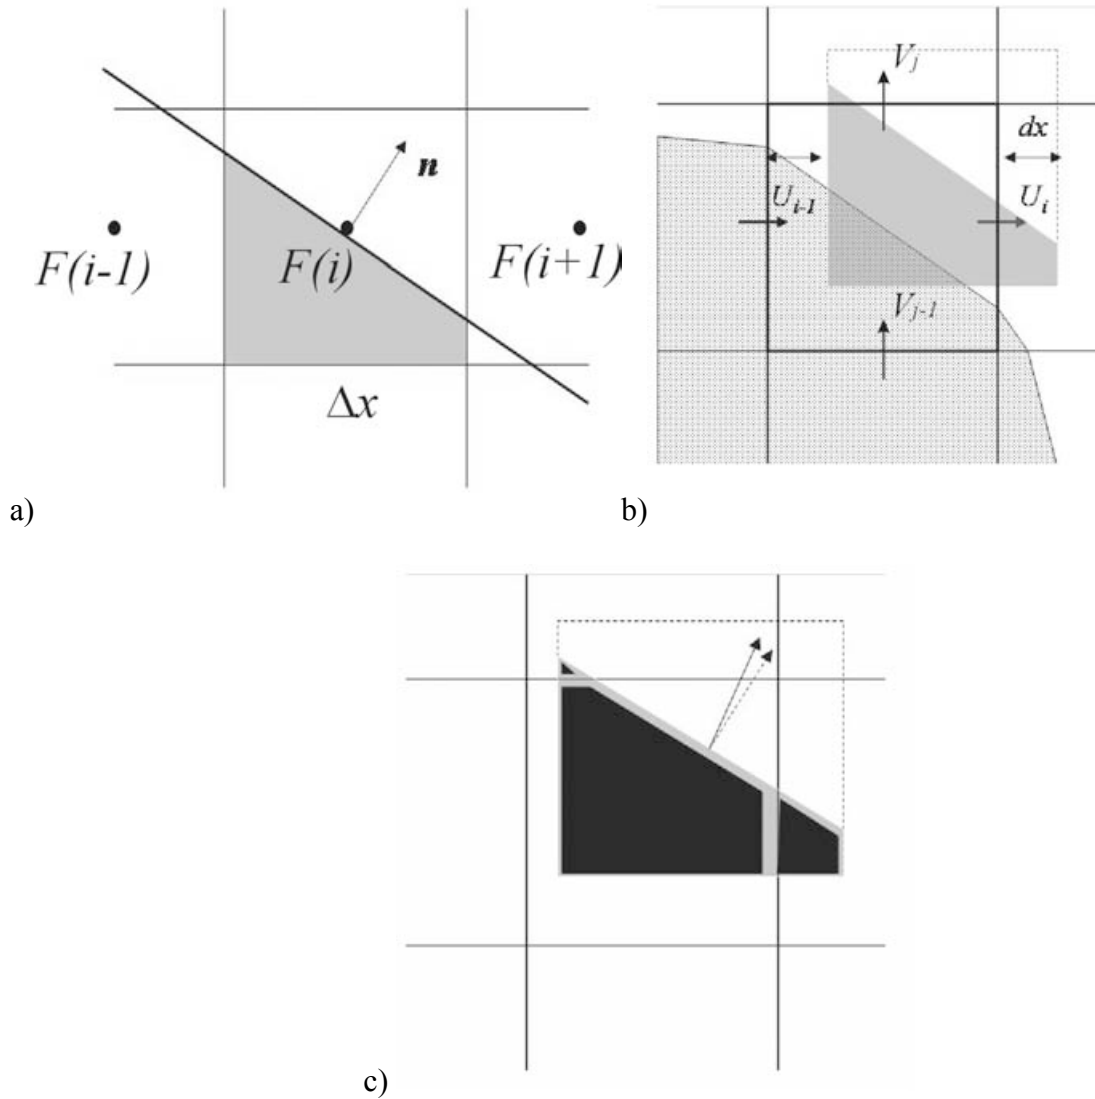 n
F(i-1)
F(i)
F(i+1)
Δx
a)
V_j
dx
U_{i-1}
U_i
V_{j-1}
b)
c)